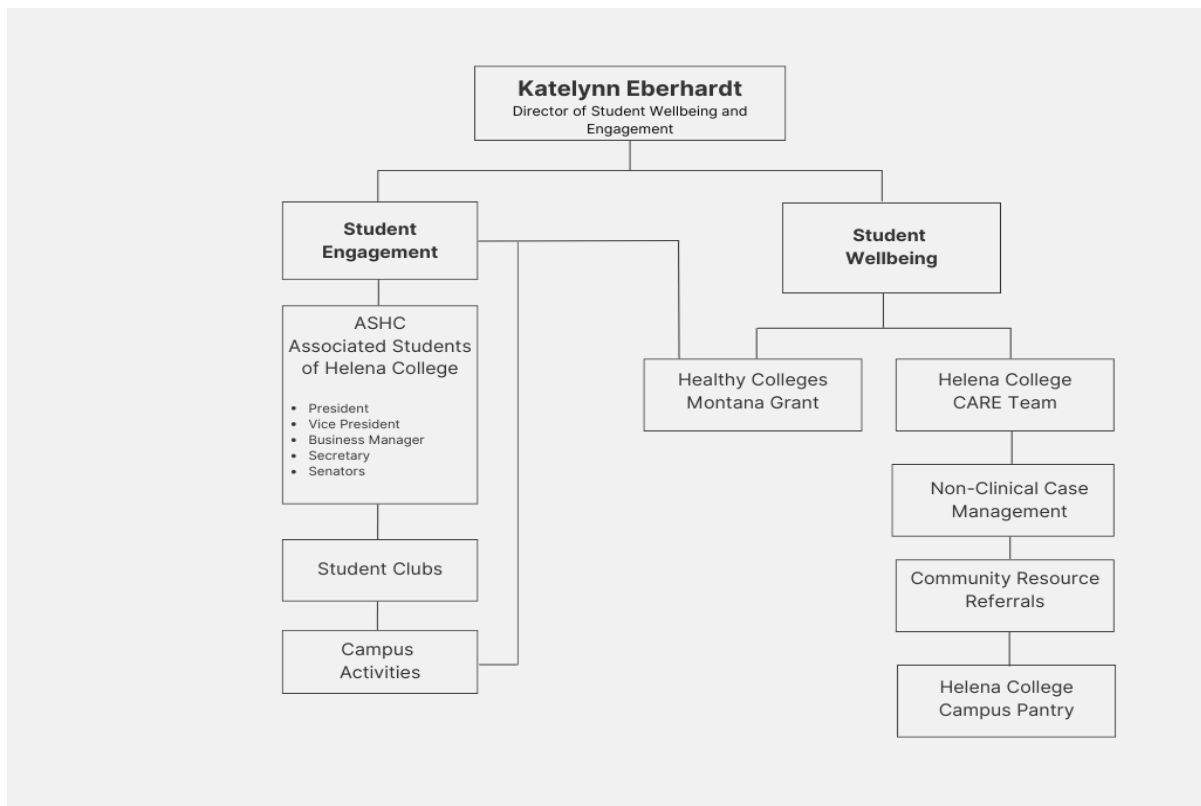 Katelynn Eberhardt
Director of Student Wellbeing and
Engagement
Student
Engagement
Student
Wellbeing
ASHC
Associated Students
of Helena College
• President
• Vice President
• Business Manager
• Secretary
• Senators
Student Clubs
Campus
Activities
Healthy Colleges
Montana Grant
Helena College
CARE Team
Non-Clinical Case
Management
Community Resource
Referrals
Helena College
Campus Pantry